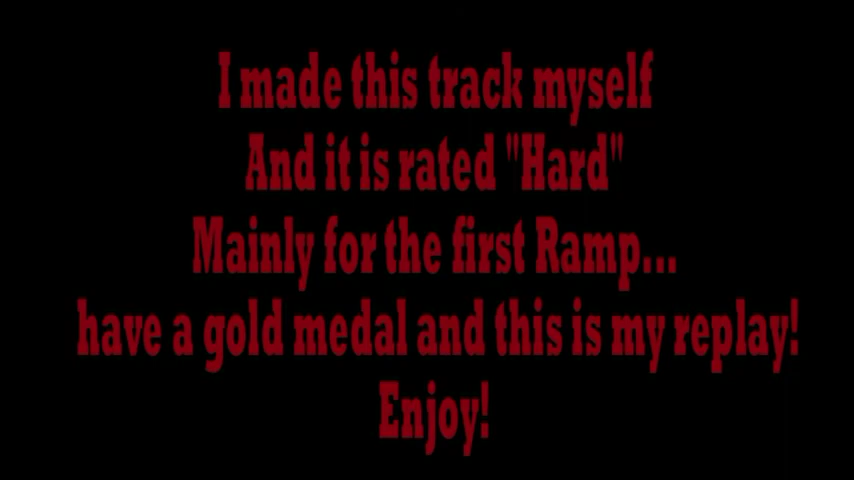 I made this track myself
And it is rated "Hard"
Mainly for the first Ramp...
have a gold medal and this is my replay!
Enjoy!